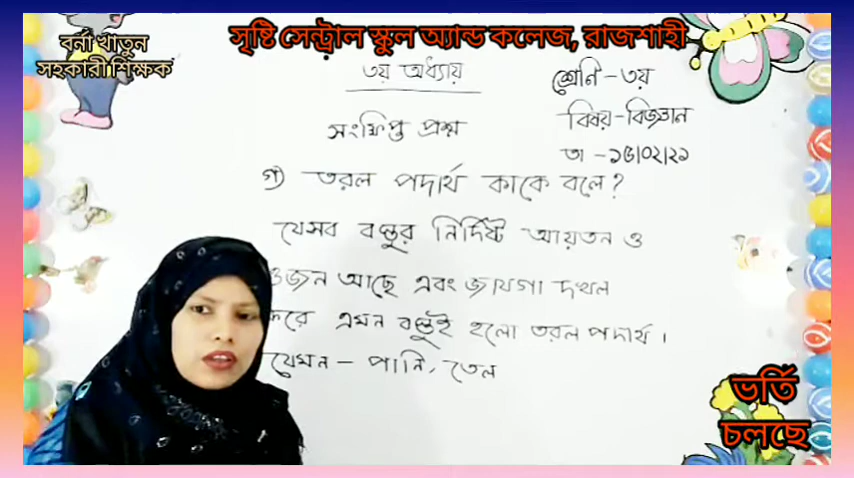 বর্না খাতুন
সহকারী শিক্ষক
সৃষ্টি সেন্ট্রাল স্কুল অ্যান্ড কলেজ, রাজশাহী
৩য় অধ্যায়
শ্রেণি - ৩য়
সংক্ষিপ্ত প্রশ্ন
বিষয় - বিজ্ঞান
তা - ১৫/০২/২১
গ) তরল পদার্থ কাকে বলে?
যেসব বস্তুর নির্দিষ্ট আয়তন ও
ওজন আছে এবং জায়গা দখল
করে এমন বস্তুই হলো তরল পদার্থ।
যেমন - পানি, তেল
ভর্তি
চলছে